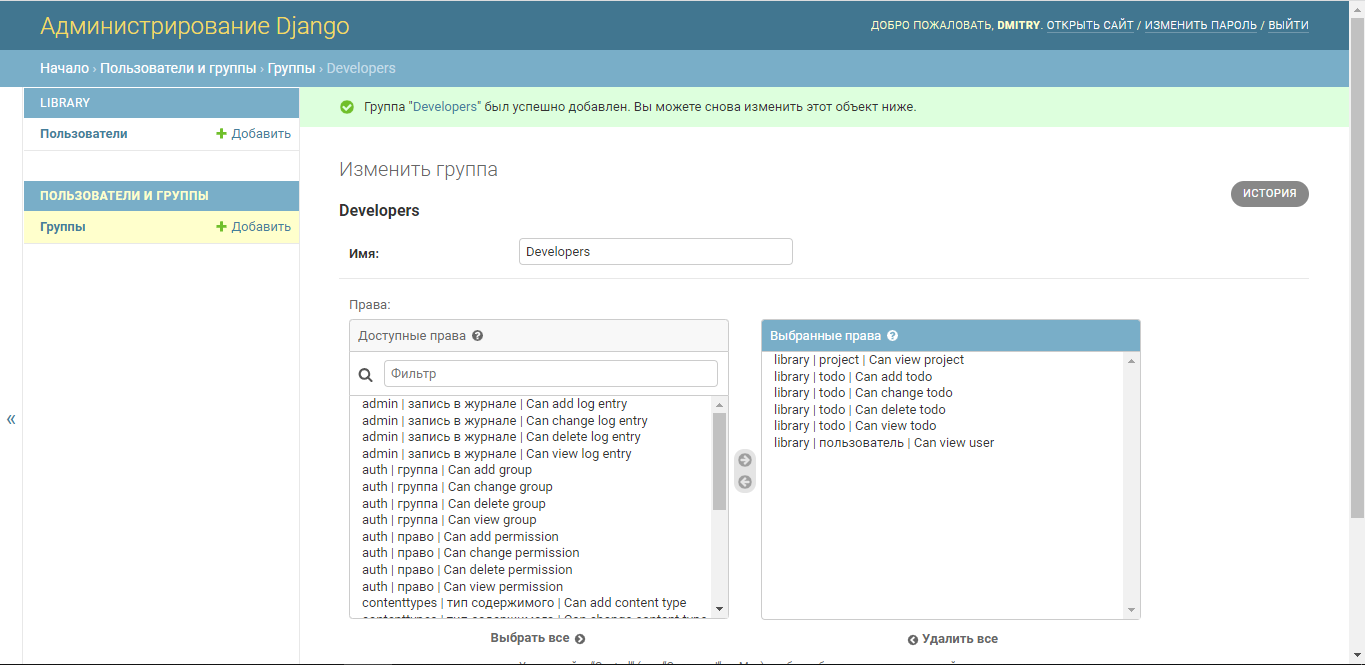 Администрирование Django
ДОБРО ПОЖАЛОВАТЬ, DMITRY. ОТКРЫТЬ САЙТ / ИЗМЕНИТЬ ПАРОЛЬ / ВЫЙТИ
Начало › Пользователи и группы › Группы › Developers
LIBRARY
Пользователи
Добавить
ПОЛЬЗОВАТЕЛИ И ГРУППЫ
Группы
Добавить
«
Группа "Developers" был успешно добавлен. Вы можете снова изменить этот объект ниже.
Изменить группа
ИСТОРИЯ
Developers
Имя:
Developers
Права:
Доступные права
Фильтр
admin | запись в журнале | Can add log entry
admin | запись в журнале | Can change log entry
admin | запись в журнале | Can delete log entry
admin | запись в журнале | Can view log entry
auth | группа | Can add group
auth | группа | Can change group
auth | группа | Can delete group
auth | группа | Can view group
auth | право | Can add permission
auth | право | Can change permission
auth | право | Can delete permission
auth | право | Can view permission
contenttypes | тип содержимого | Can add content type
contenttypes | тип содержимого | Can change content type
Выбрать все
Выбранные права
library | project | Can view project
library | todo | Can add todo
library | todo | Can change todo
library | todo | Can delete todo
library | todo | Can view todo
library | пользователь | Can view user
Удалить все